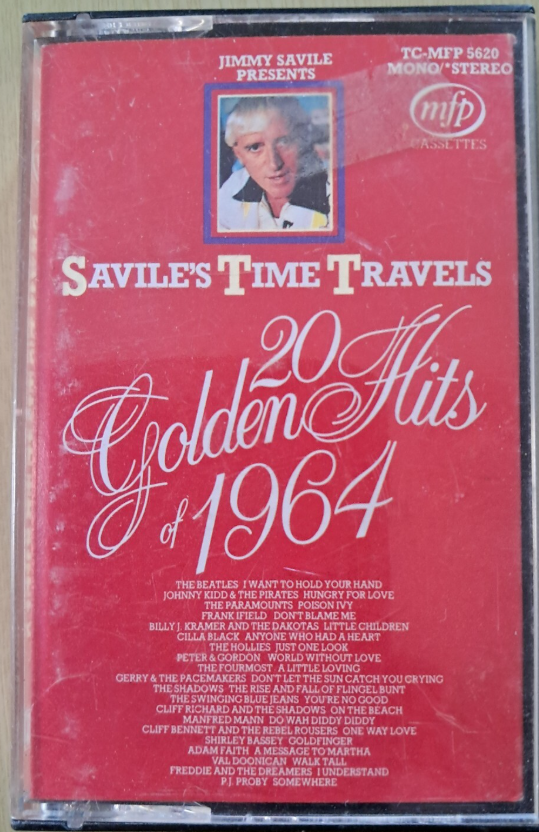 JIMMY SAVILE
PRESENTS
TC-MFP 5620
MONO/*STEREO
mfp
CASSETTES
SAVILE'S TIME TRAVELS
20
Golden Hits
of 1964
THE BEATLES I WANT TO HOLD YOUR HAND
JOHNNY KIDD & THE PIRATES HUNGRY FOR LOVE
THE PARAMOUNTS POISON IVY
FRANK IFIELD DON'T BLAME ME
BILLY J. KRAMER AND THE DAKOTAS LITTLE CHILDREN
CILLA BLACK ANYONE WHO HAD A HEART
THE HOLLIES JUST ONE LOOK
PETER & GORDON WORLD WITHOUT LOVE
THE FOURMOST A LITTLE LOVING
GERRY & THE PACEMAKERS DON'T LET THE SUN CATCH YOU CRYING
THE SHADOWS THE RISE AND FALL OF FLINGEL BUNT
THE SWINGING BLUE JEANS YOU'RE NO GOOD
CLIFF RICHARD AND THE SHADOWS ON THE BEACH
MANFRED MANN DO WAH DIDDY DIDDY
CLIFF BENNETT AND THE REBEL ROUSERS ONE WAY LOVE
SHIRLEY BASSEY GOLDFINGER
ADAM FAITH A MESSAGE TO MARTHA
VAL DOONICAN WALK TALL
FREDDIE AND THE DREAMERS I UNDERSTAND
P.J. PROBY SOMEWHERE